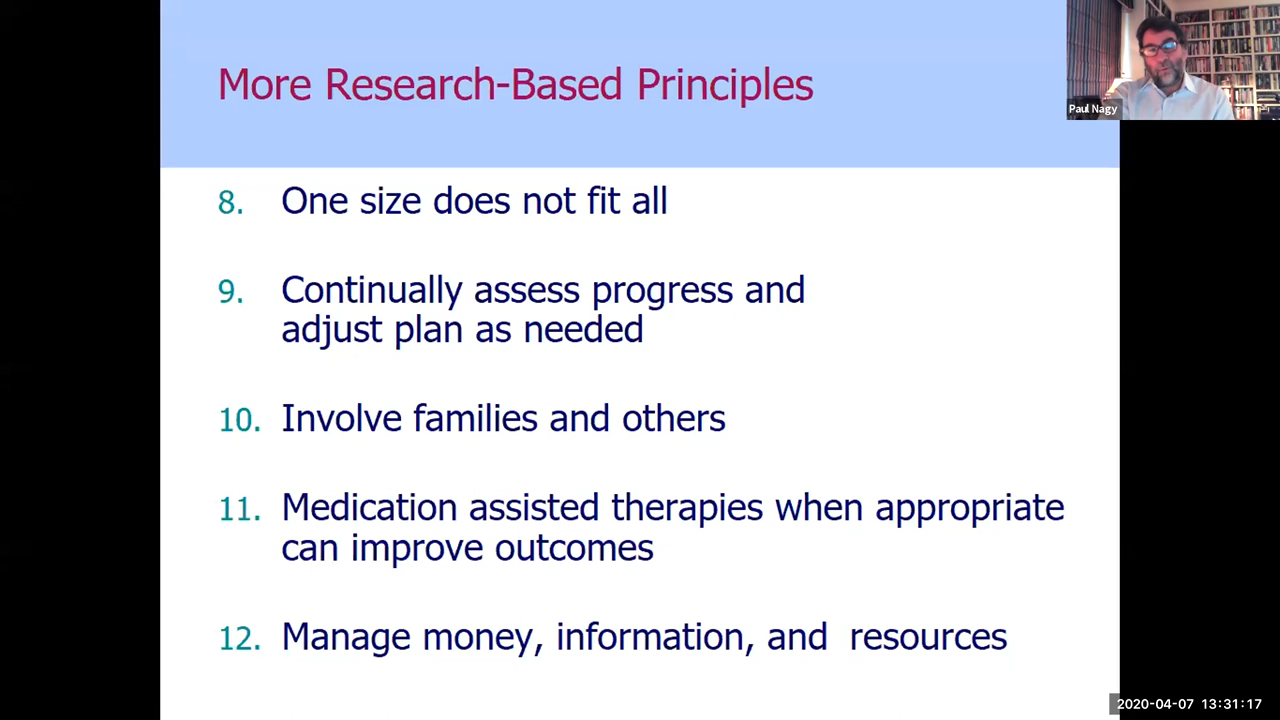 More Research-Based Principles
Paul Nagy
8. One size does not fit all
9. Continually assess progress and
adjust plan as needed
10. Involve families and others
11. Medication assisted therapies when appropriate
can improve outcomes
12. Manage money, information, and resources
2020-04-07 13:31:17